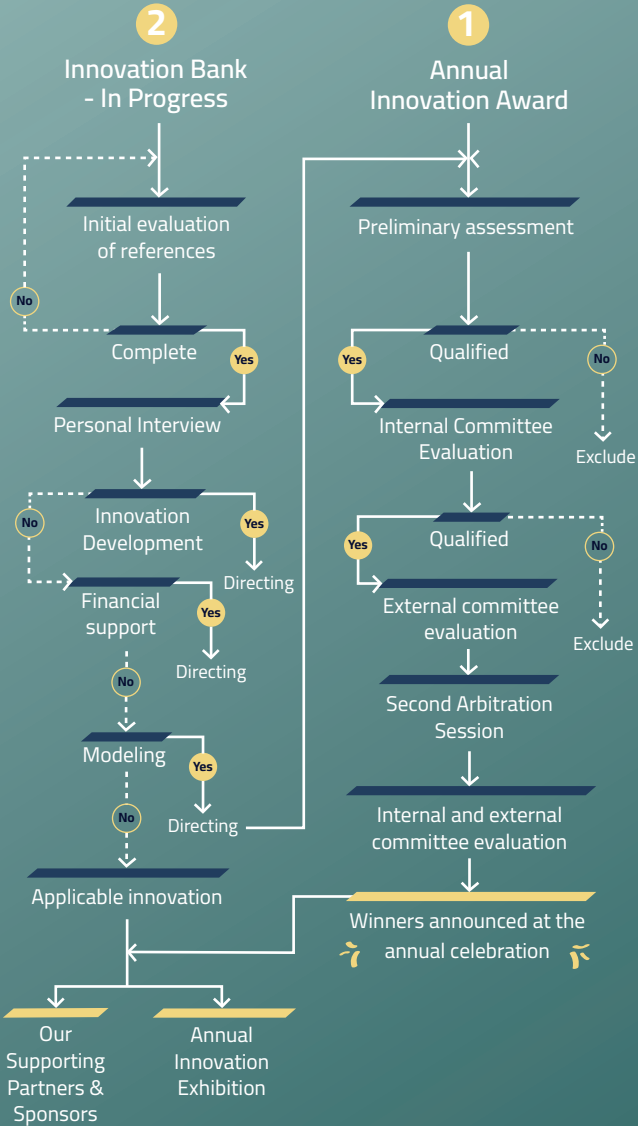 2
Innovation Bank
- In Progress
Initial evaluation
of references
No
Complete
Yes
Personal Interview
No
Innovation
Development
Yes
Directing
Financial
support
Yes
Directing
No
Modeling
Yes
Directing
No
Applicable innovation
Our
Supporting
Partners &
Sponsors
Annual
Innovation
Exhibition
1
Annual
Innovation Award
Preliminary assessment
Yes
Qualified
No
Exclude
Internal Committee
Evaluation
Yes
Qualified
No
Exclude
External committee
evaluation
Second Arbitration
Session
Internal and external
committee evaluation
Winners announced at the
annual celebration